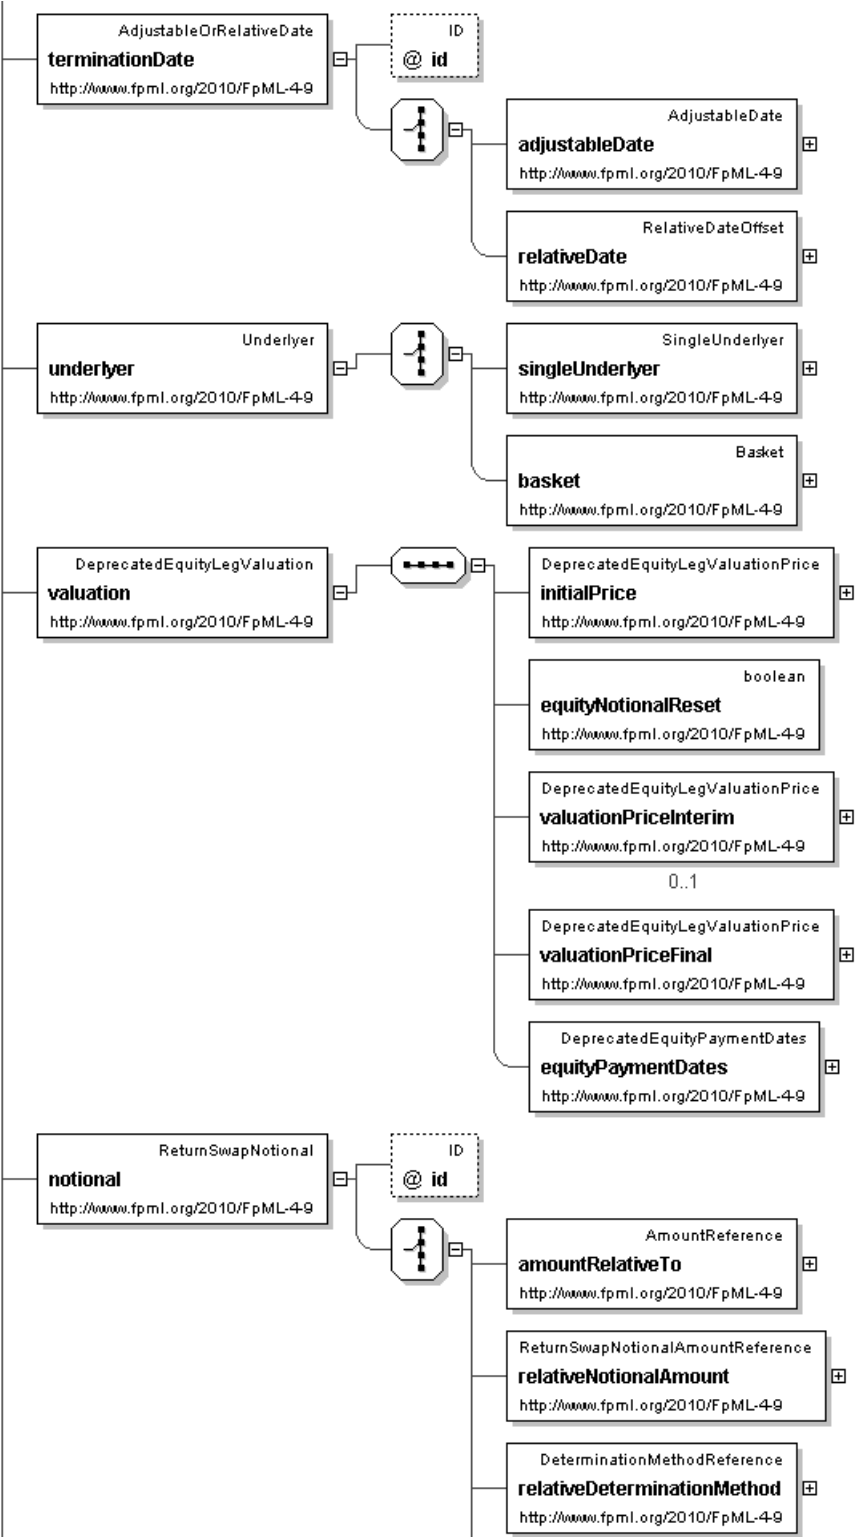 AdjustableOrRelativeDate
terminationDate
http://www.fpml.org/2010/FpML-4-9
ID
@ id
AdjustableDate
adjustableDate
http://www.fpml.org/2010/FpML-4-9
RelativeDateOffset
relativeDate
http://www.fpml.org/2010/FpML-4-9
Underlyer
underlyer
http://www.fpml.org/2010/FpML-4-9
SingleUnderlyer
singleUnderlyer
http://www.fpml.org/2010/FpML-4-9
Basket
basket
http://www.fpml.org/2010/FpML-4-9
DeprecatedEquityLegValuation
valuation
http://www.fpml.org/2010/FpML-4-9
DeprecatedEquityLegValuationPrice
initialPrice
http://www.fpml.org/2010/FpML-4-9
boolean
equityNotionalReset
http://www.fpml.org/2010/FpML-4-9
DeprecatedEquityLegValuationPrice
valuationPriceInterim
http://www.fpml.org/2010/FpML-4-9
0..1
DeprecatedEquityLegValuationPrice
valuationPriceFinal
http://www.fpml.org/2010/FpML-4-9
DeprecatedEquityPaymentDates
equityPaymentDates
http://www.fpml.org/2010/FpML-4-9
ReturnSwapNotional
notional
http://www.fpml.org/2010/FpML-4-9
ID
@ id
AmountReference
amountRelativeTo
http://www.fpml.org/2010/FpML-4-9
ReturnSwapNotionalAmountReference
relativeNotionalAmount
http://www.fpml.org/2010/FpML-4-9
DeterminationMethodReference
relativeDeterminationMethod
http://www.fpml.org/2010/FpML-4-9